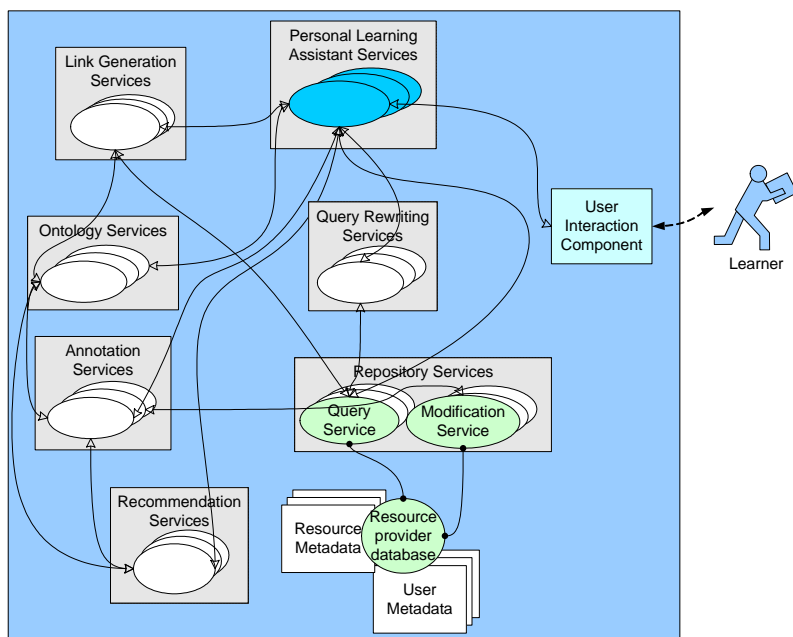 Personal Learning
Assistant Services
Link Generation
Services
User
Interaction
Component
Learner
Ontology Services
Query Rewriting
Services
Annotation
Services
Repository Services
Query
Service
Modification
Service
Recommendation
Services
Resource
Metadata
Resource
provider
database
User
Metadata